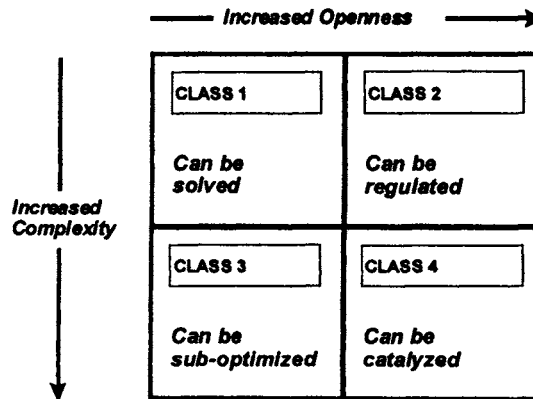 Increased Openness
CLASS 1
CLASS 2
Can be
solved
Can be
regulated
Increased
Complexity
CLASS 3
CLASS 4
Can be
sub-optimized
Can be
catalyzed